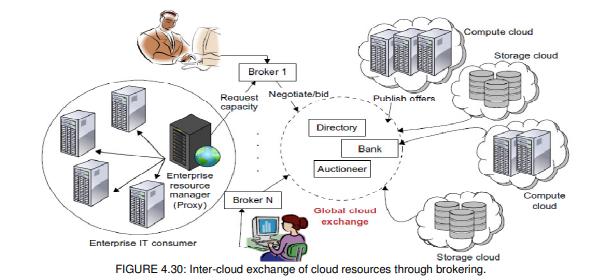 Broker 1
Request
capacity
Negotiate/bid
Compute cloud
Storage cloud
Publish offers
Directory
Bank
Auctioneer
Global cloud
exchange
Enterprise
resource
manager
(Proxy)
Enterprise IT consumer
Broker N
Compute
cloud
Storage cloud
FIGURE 4.30: Inter-cloud exchange of cloud resources through brokering.